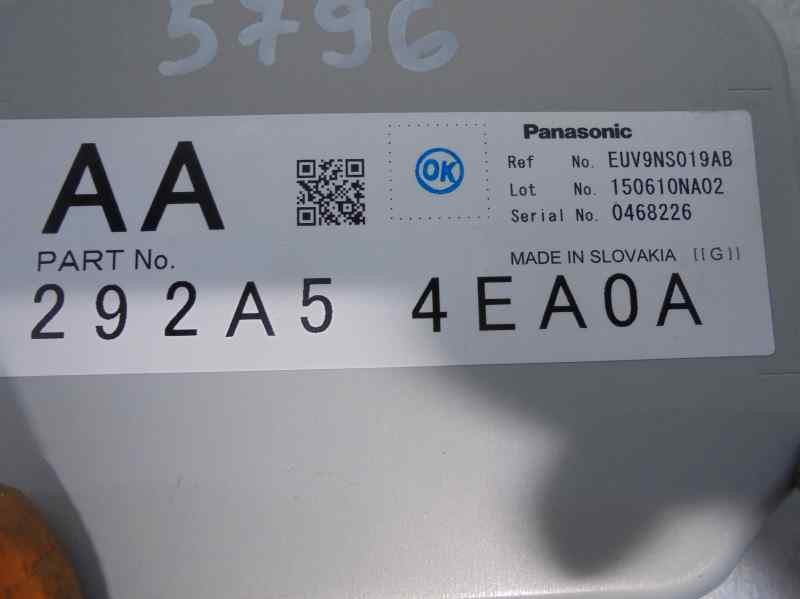 5796
AA
OK
Panasonic
Ref No. EUV9NS019AB
Lot No. 150610NA02
Serial No. 0468226
PART No.
MADE IN SLOVAKIA [[G]]
292A5 4EA0A